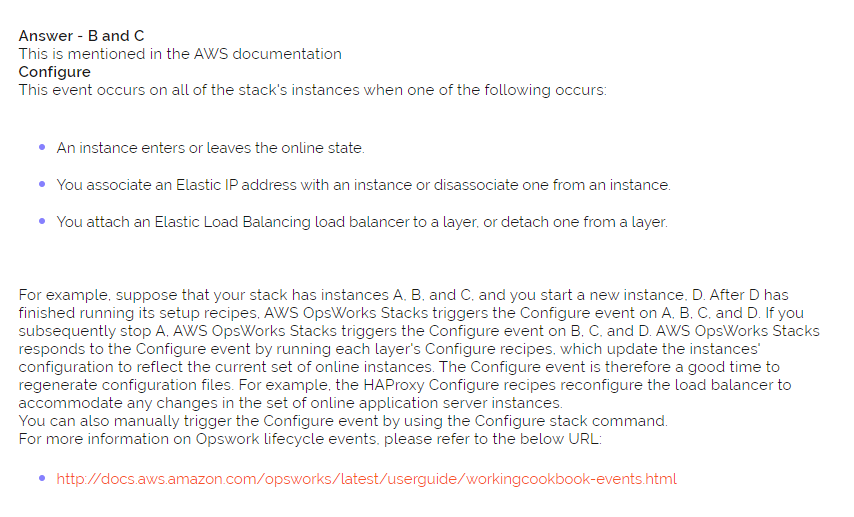 Answer - B and C
This is mentioned in the AWS documentation
Configure
This event occurs on all of the stack's instances when one of the following occurs:
An instance enters or leaves the online state.
You associate an Elastic IP address with an instance or disassociate one from an instance.
You attach an Elastic Load Balancing load balancer to a layer, or detach one from a layer.
For example, suppose that your stack has instances A, B, and C, and you start a new instance, D. After D has
finished running its setup recipes, AWS OpsWorks Stacks triggers the Configure event on A, B, C, and D. If you
subsequently stop A, AWS OpsWorks Stacks triggers the Configure event on B, C, and D. AWS OpsWorks Stacks
responds to the Configure event by running each layer's Configure recipes, which update the instances'
configuration to reflect the current set of online instances. The Configure event is therefore a good time to
regenerate configuration files. For example, the HAProxy Configure recipes reconfigure the load balancer to
accommodate any changes in the set of online application server instances.
You can also manually trigger the Configure event by using the Configure stack command.
For more information on Opswork lifecycle events, please refer to the below URL:
http://docs.aws.amazon.com/opsworks/latest/userguide/workingcookbook-events.html